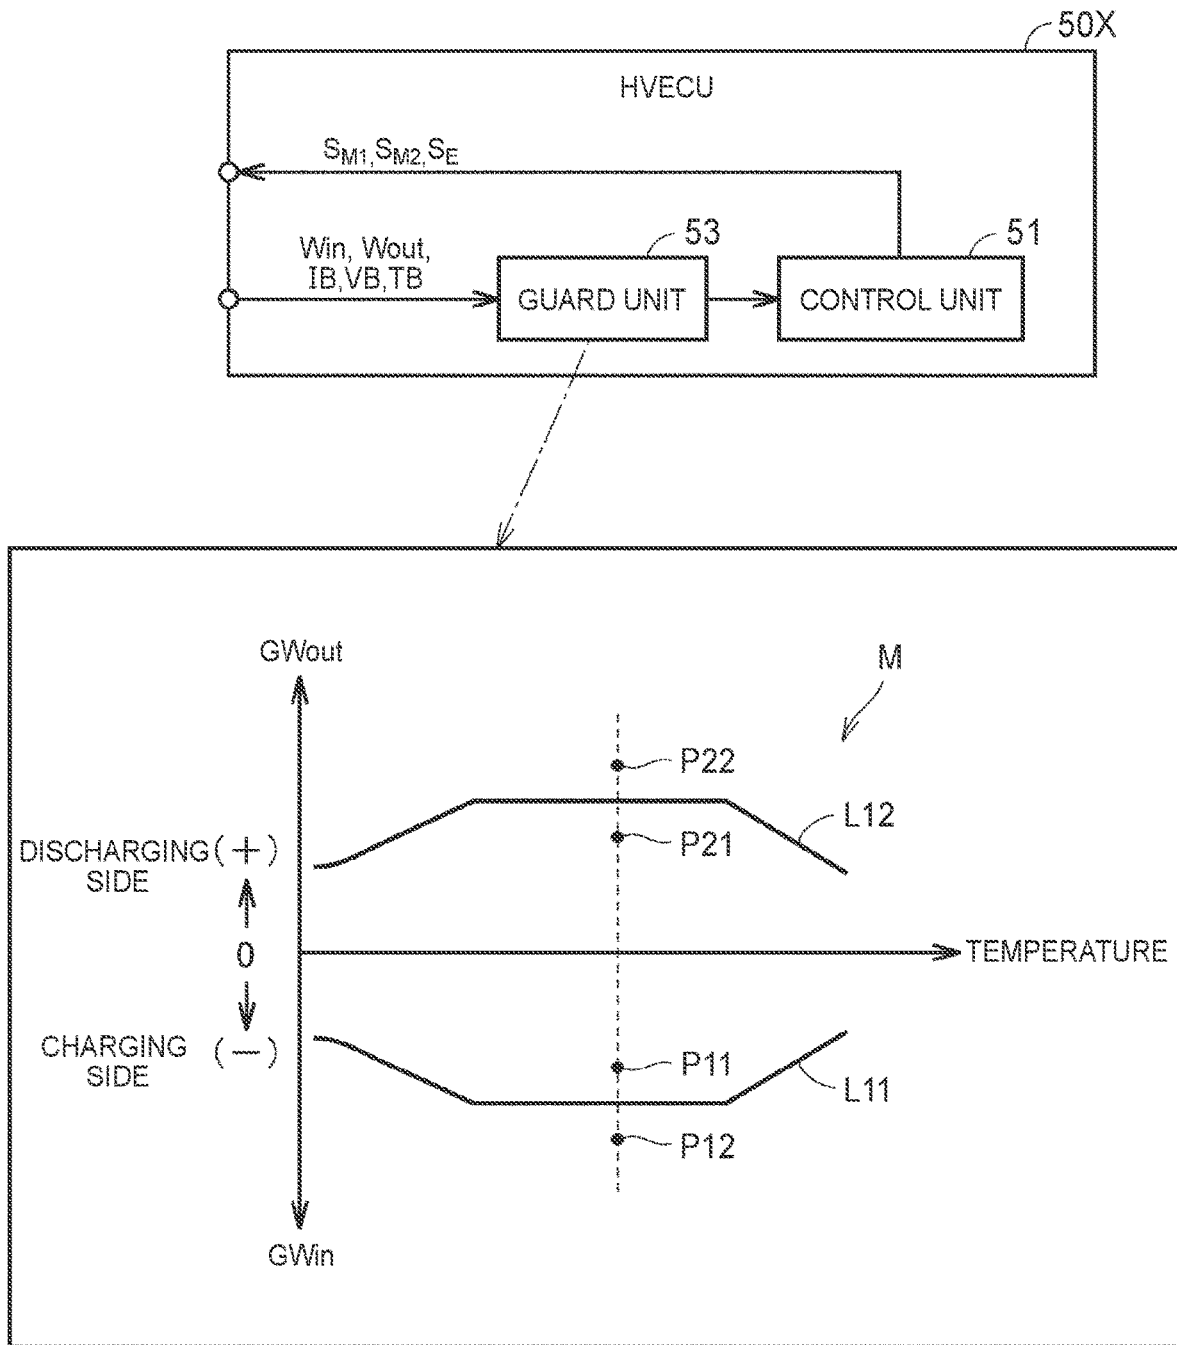 50X
HVECU
SM1,SM2,SE
Win, Wout,
IB,VB,TB
53
GUARD UNIT
51
CONTROL UNIT
GWout
M
P22
L12
P21
DISCHARGING (+)
SIDE
0
TEMPERATURE
CHARGING (−)
SIDE
P11
L11
P12
GWin